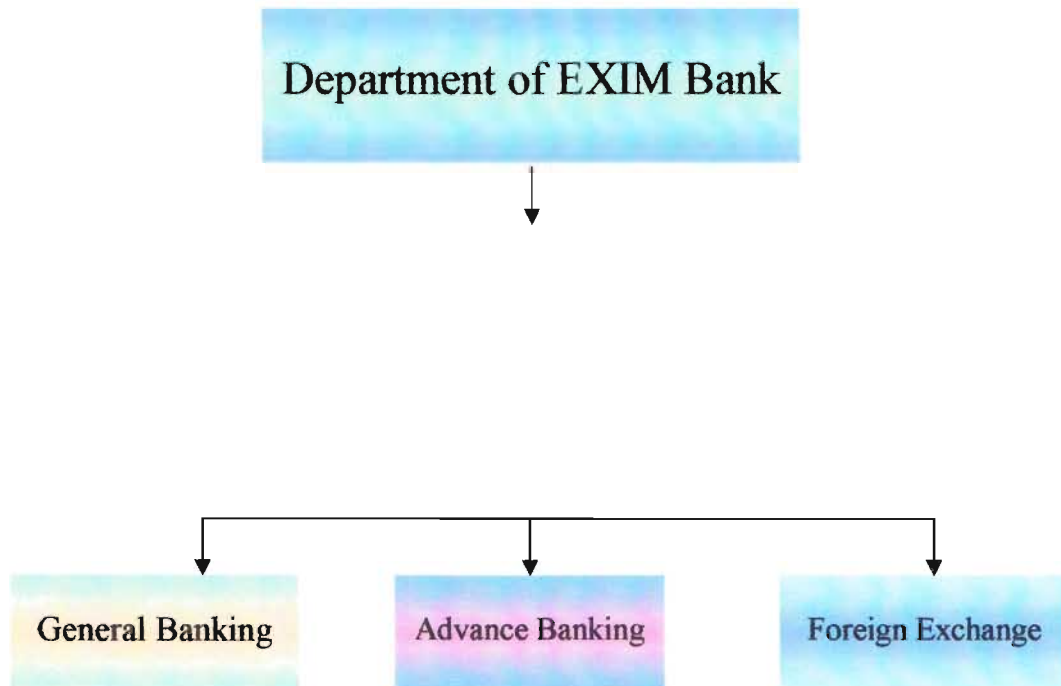 Department of EXIM Bank
General Banking
Advance Banking
Foreign Exchange